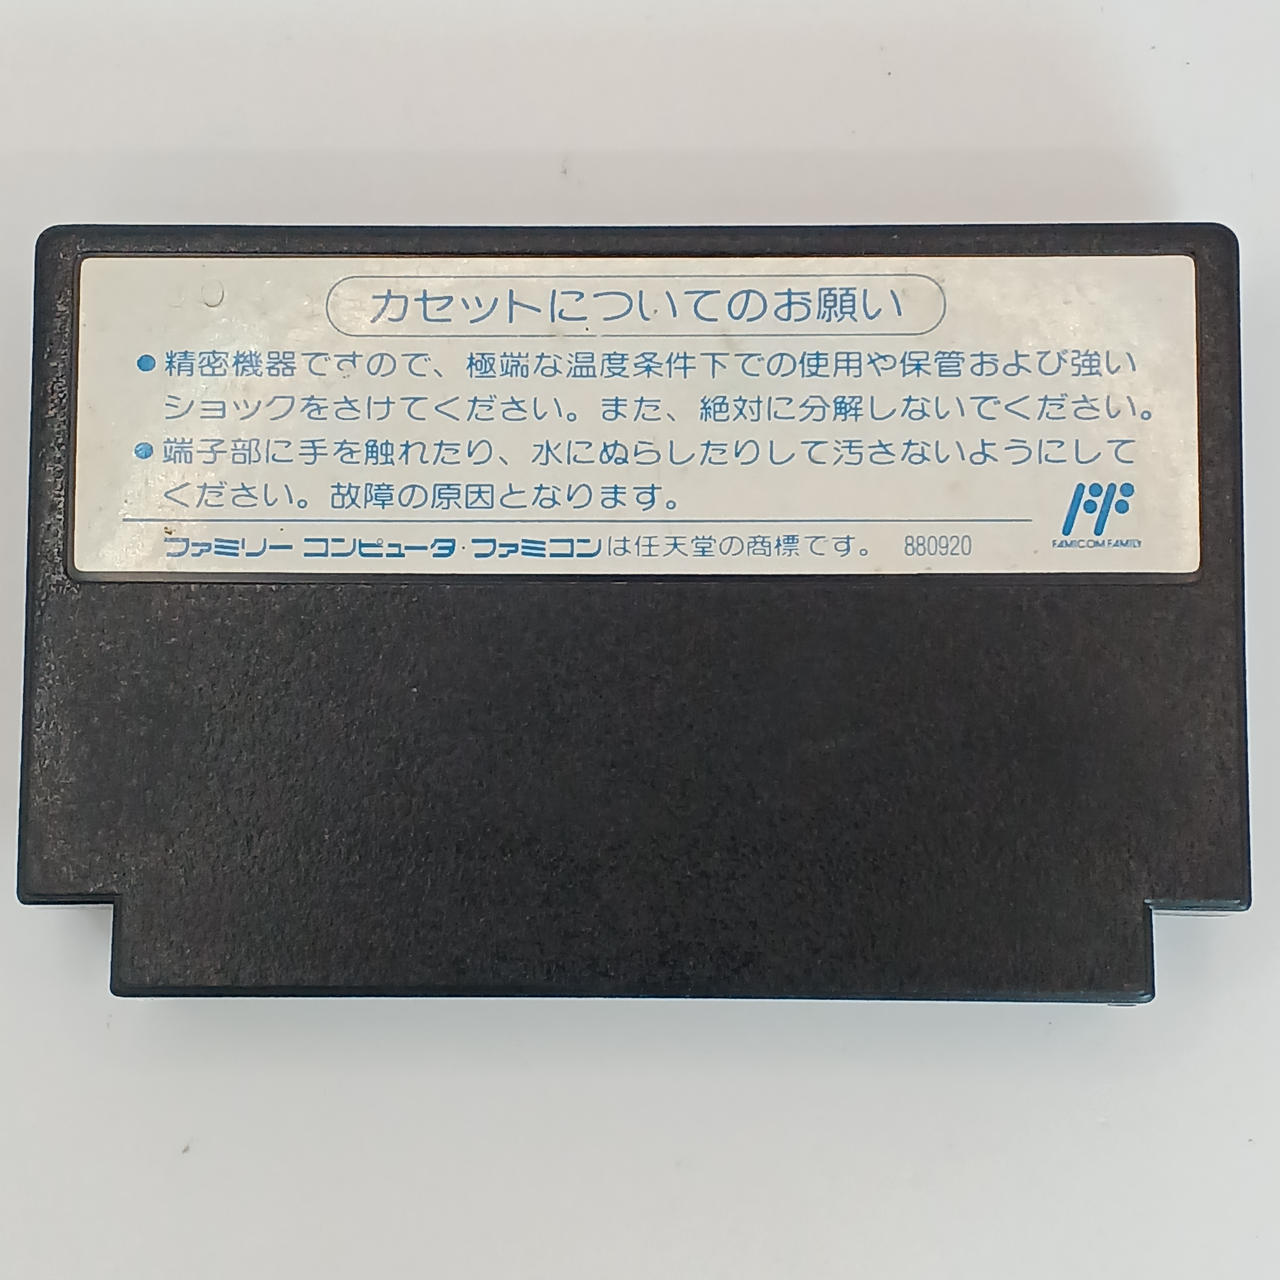 カセットについてのお願い
●精密機器ですので、極端な温度条件下での使用や保管および強い
ショックをさけてください。また、絶対に分解しないでください。
●端子部に手を触れたり、水にぬらしたりして汚さないようにして
ください。故障の原因となります。
FF
FAMICOM FAMILY
ファミリーコンピュータ・ファミコンは任天堂の商標です。 880920